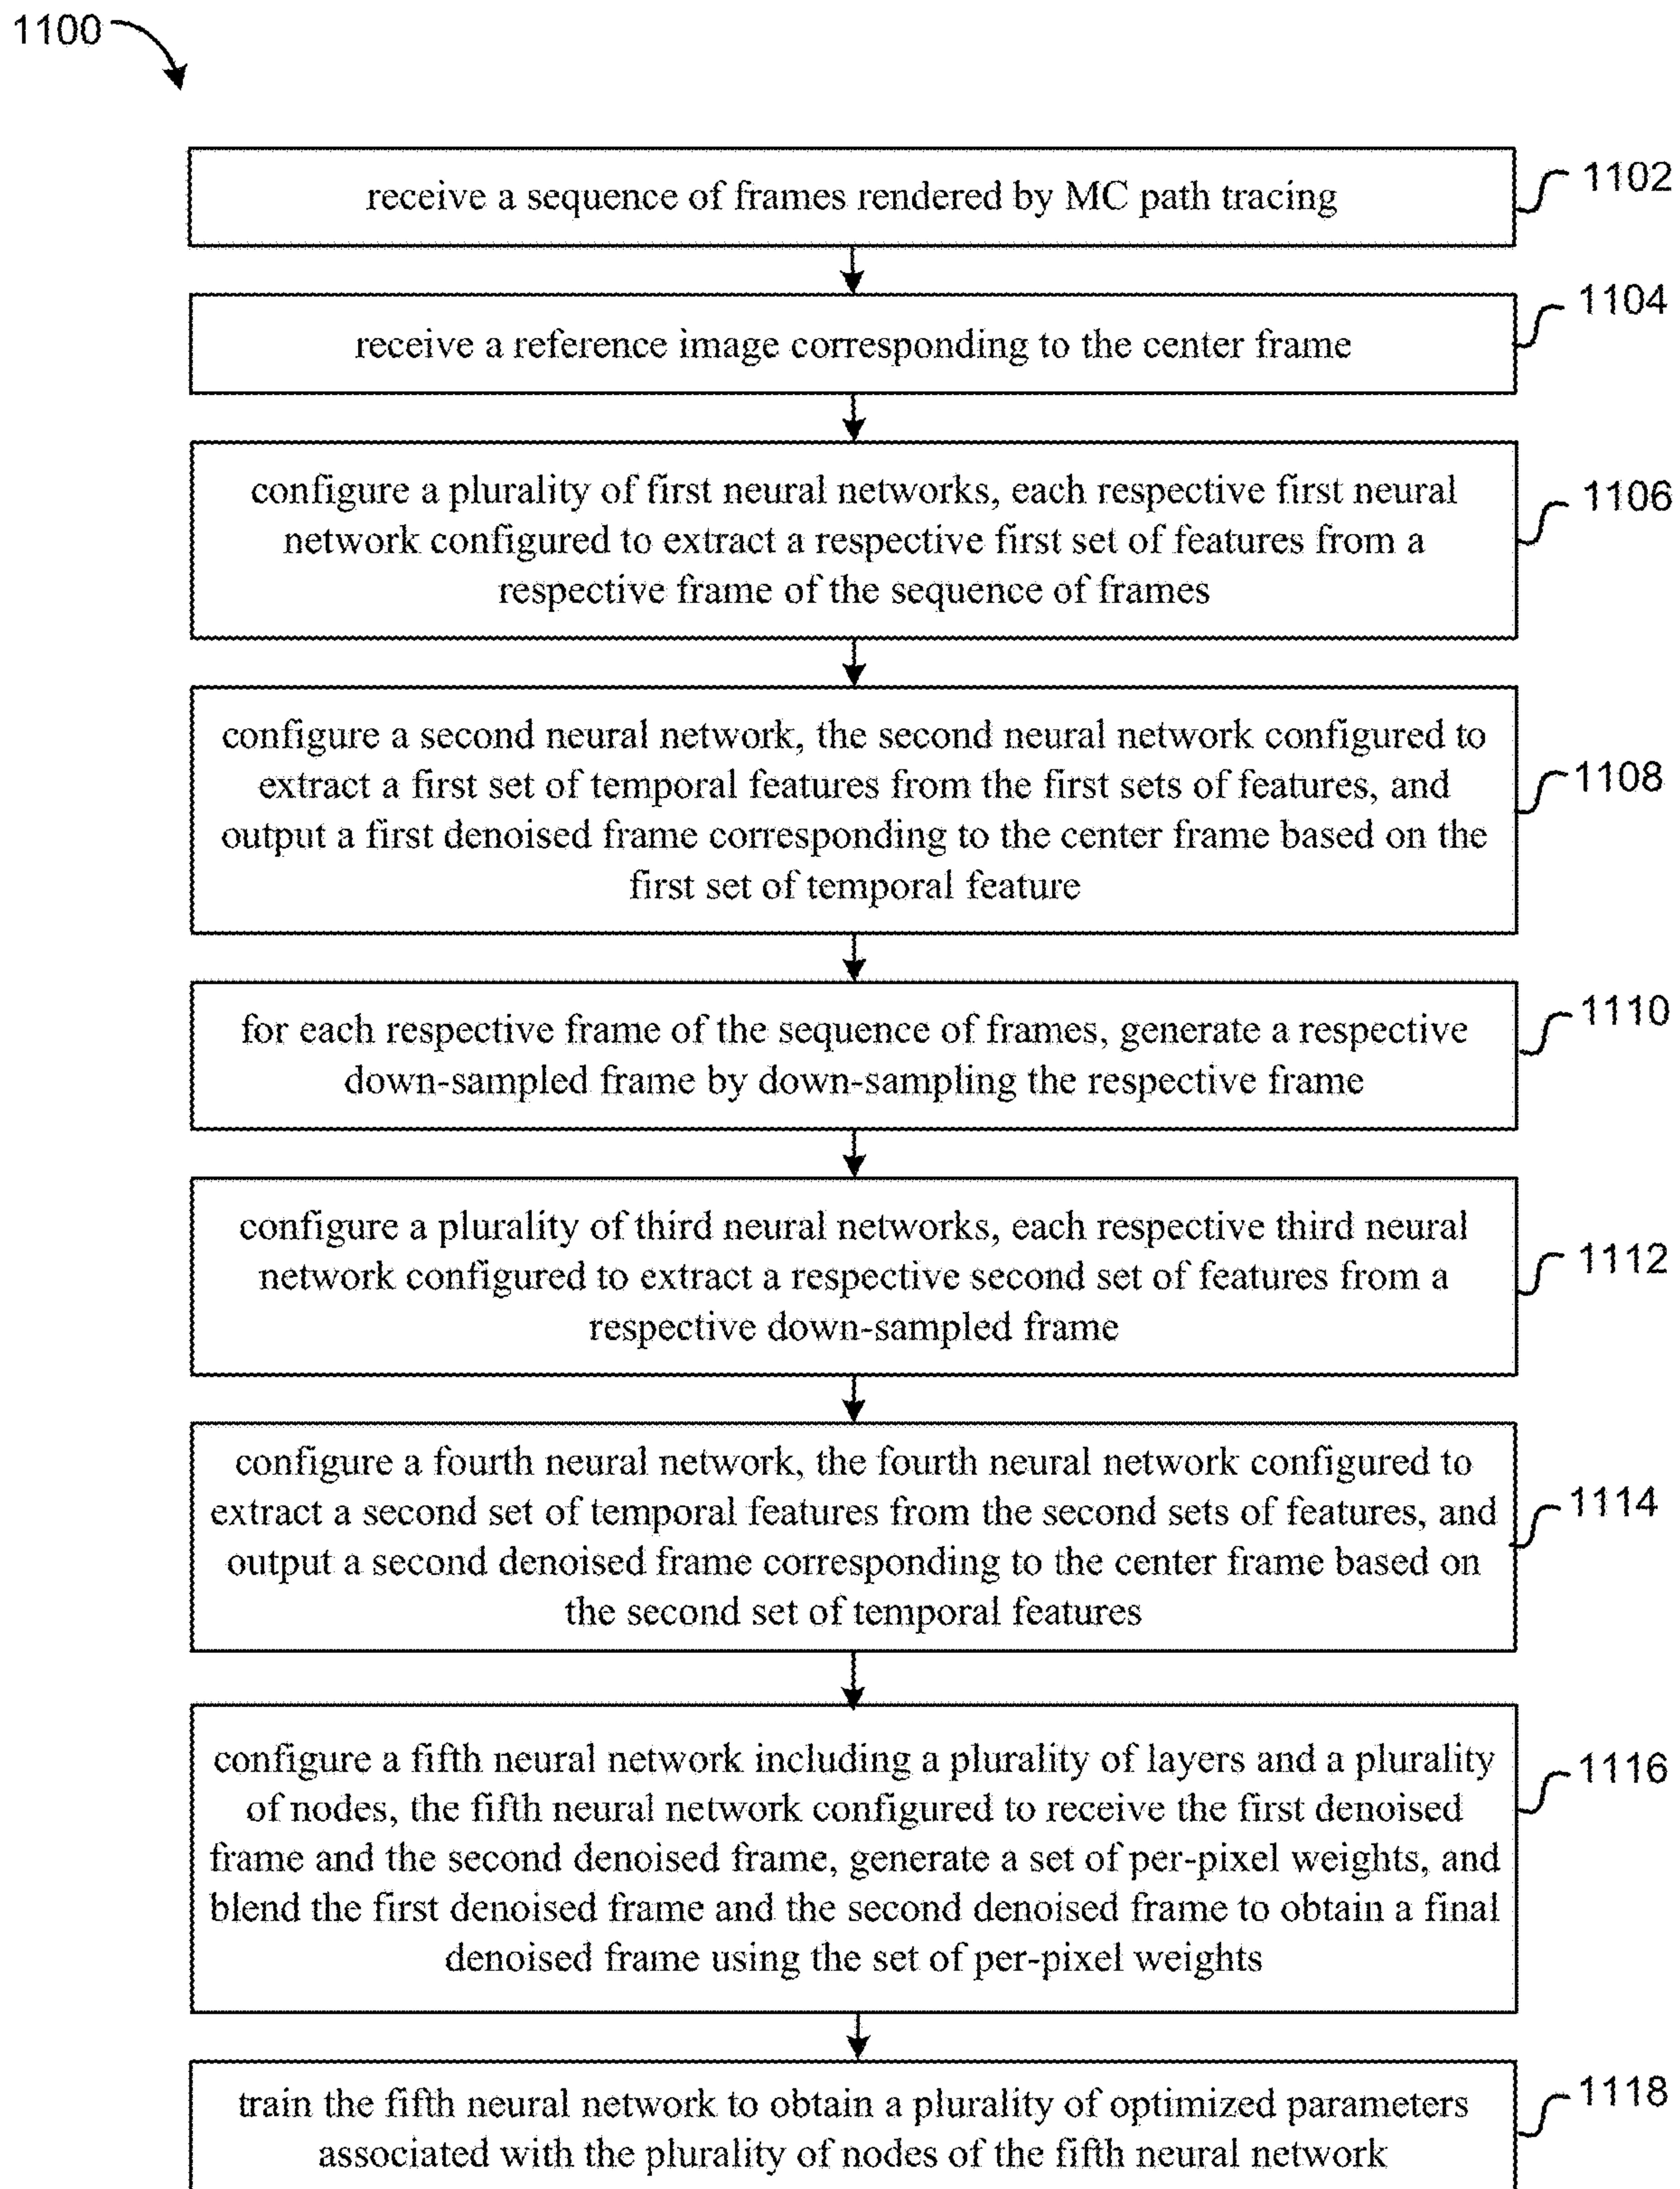 1100
receive a sequence of frames rendered by MC path tracing
1102
receive a reference image corresponding to the center frame
1104
configure a plurality of first neural networks, each respective first neural
network configured to extract a respective first set of features from a
respective frame of the sequence of frames
1106
configure a second neural network, the second neural network configured to
extract a first set of temporal features from the first sets of features, and
output a first denoised frame corresponding to the center frame based on the
first set of temporal feature
1108
for each respective frame of the sequence of frames, generate a respective
down-sampled frame by down-sampling the respective frame
1110
configure a plurality of third neural networks, each respective third neural
network configured to extract a respective second set of features from a
respective down-sampled frame
1112
configure a fourth neural network, the fourth neural network configured to
extract a second set of temporal features from the second sets of features, and
output a second denoised frame corresponding to the center frame based on
the second set of temporal features
1114
configure a fifth neural network including a plurality of layers and a plurality
of nodes, the fifth neural network configured to receive the first denoised
frame and the second denoised frame, generate a set of per-pixel weights, and
blend the first denoised frame and the second denoised frame to obtain a final
denoised frame using the set of per-pixel weights
1116
train the fifth neural network to obtain a plurality of optimized parameters
associated with the plurality of nodes of the fifth neural network
1118